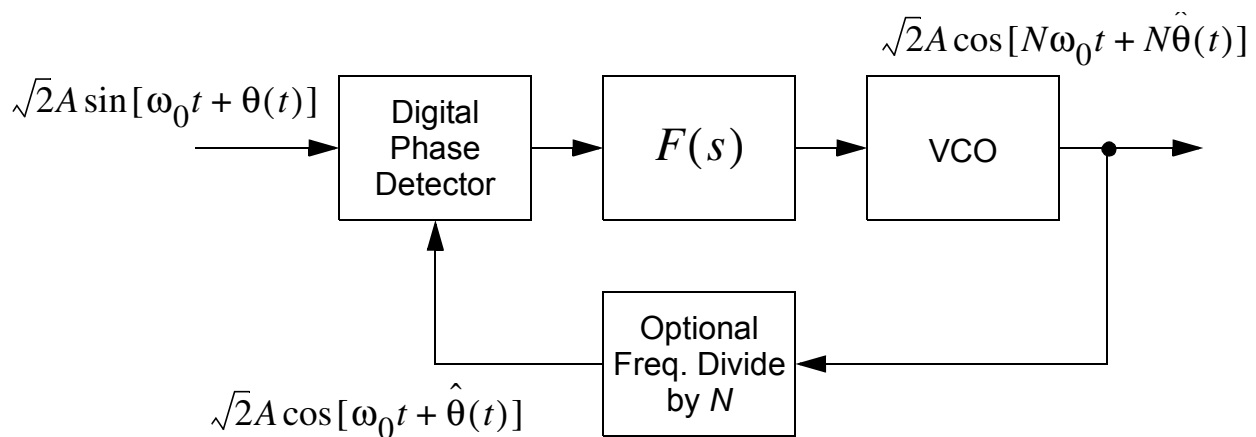 √2A cos[Nω₀t + Nθ̂(t)]
√2A sin[ω₀t + θ(t)]
Digital
Phase
Detector
F(s)
VCO
Optional
Freq. Divide
by N
√2A cos[ω₀t + θ̂(t)]